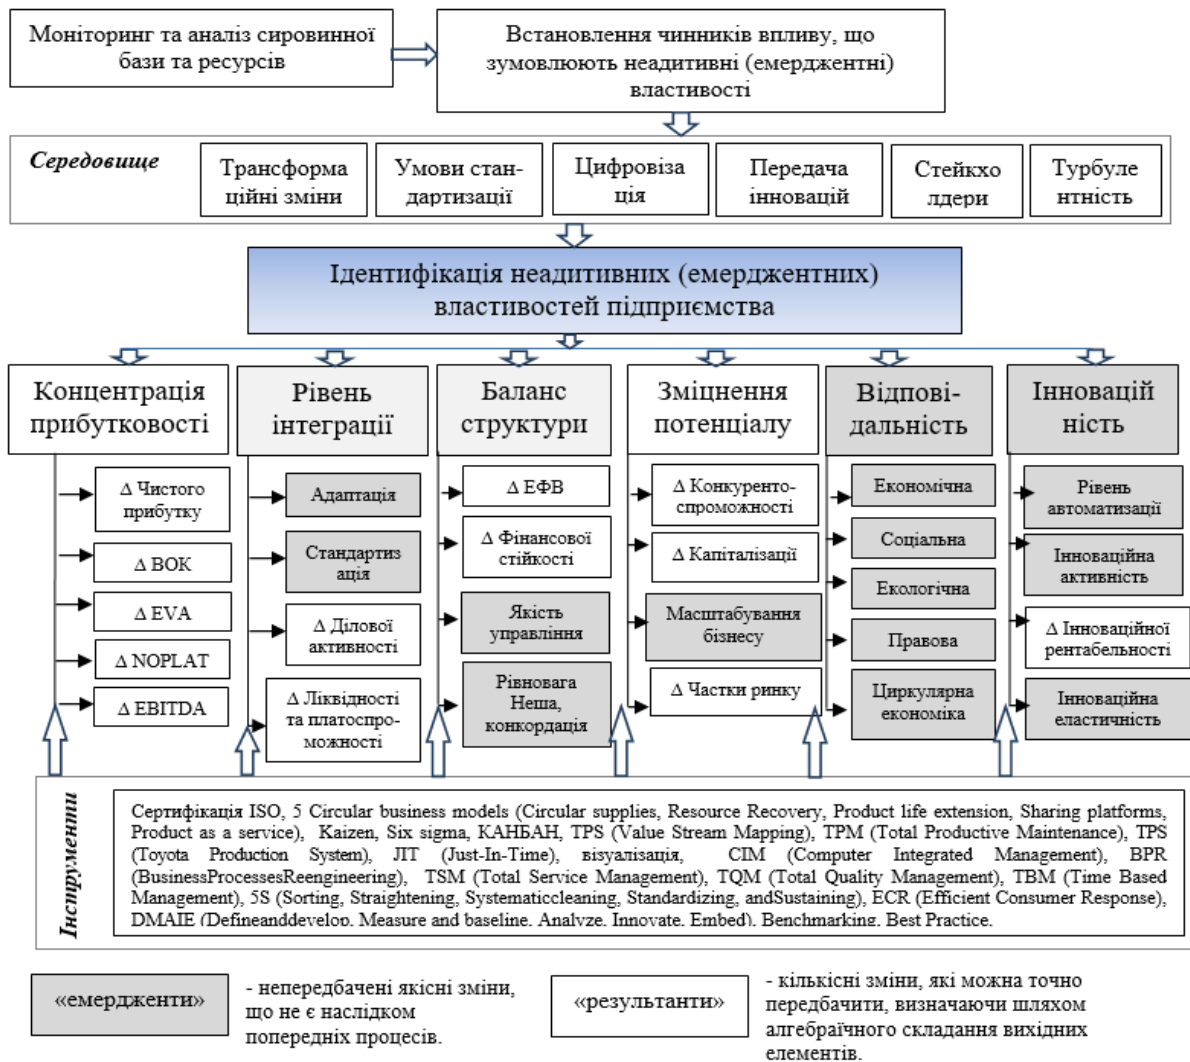 Моніторинг та аналіз сировинної
бази та ресурсів
Встановлення чинників впливу, що
зумовлюють неадитивні (емерджентні)
властивості
Середовище
Трансформа
ційні зміни
Умови стан-
дартизації
Цифровіза
ція
Передача
інновацій
Стейкхо
лдери
Турбуле
нтність
Ідентифікація неадитивних (емерджентних)
властивостей підприємства
Концентрація
прибутковості
Рівень
інтеграції
Баланс
структури
Зміцнення
потенціалу
Відпові-
дальність
Інновацій
ність
Δ Чистого
прибутку
Δ ВОК
Δ EVA
Δ NOPLAT
Δ EBITDA
Адаптація
Стандартиз
ація
Δ Ділової
активності
Δ Ліквідності
та платоспро-
можності
Δ ЕФВ
Δ Фінансової
стійкості
Якість
управління
Рівновага
Неша,
конкордація
Δ Конкуренто-
спроможності
Δ Капіталізації
Масштабування
бізнесу
Δ Частки ринку
Економічна
Соціальна
Екологічна
Правова
Циркулярна
економіка
Рівень
автоматизації
Інноваційна
активність
Δ Інноваційної
рентабельності
Інноваційна
еластичність
Інструменти
Сертифікація ISO, 5 Circular business models (Circular supplies, Resource Recovery, Product life extension, Sharing platforms,
Product as a service), Kaizen, Six sigma, КАНБАН, TPS (Value Stream Mapping), TPM (Total Productive Maintenance), TPS
(Toyota Production System), JIT (Just-In-Time), візуалізація, CIM (Computer Integrated Management), BPR
(BusinessProcessesReengineering), TSM (Total Service Management), TQM (Total Quality Management), TBM (Time Based
Management), 5S (Sorting, Straightening, Systematiccleaning, Standardizing, andSustaining), ECR (Efficient Consumer Response),
DMAIE (Defineanddevelop, Measure and baseline, Analyze, Innovate, Embed), Benchmarking, Best Practice.
«емердженти»
- непередбачені якісні зміни,
що не є наслідком
попередніх процесів.
«результанти»
- кількісні зміни, які можна точно
передбачити, визначаючи шляхом
алгебраїчного складання вихідних
елементів.